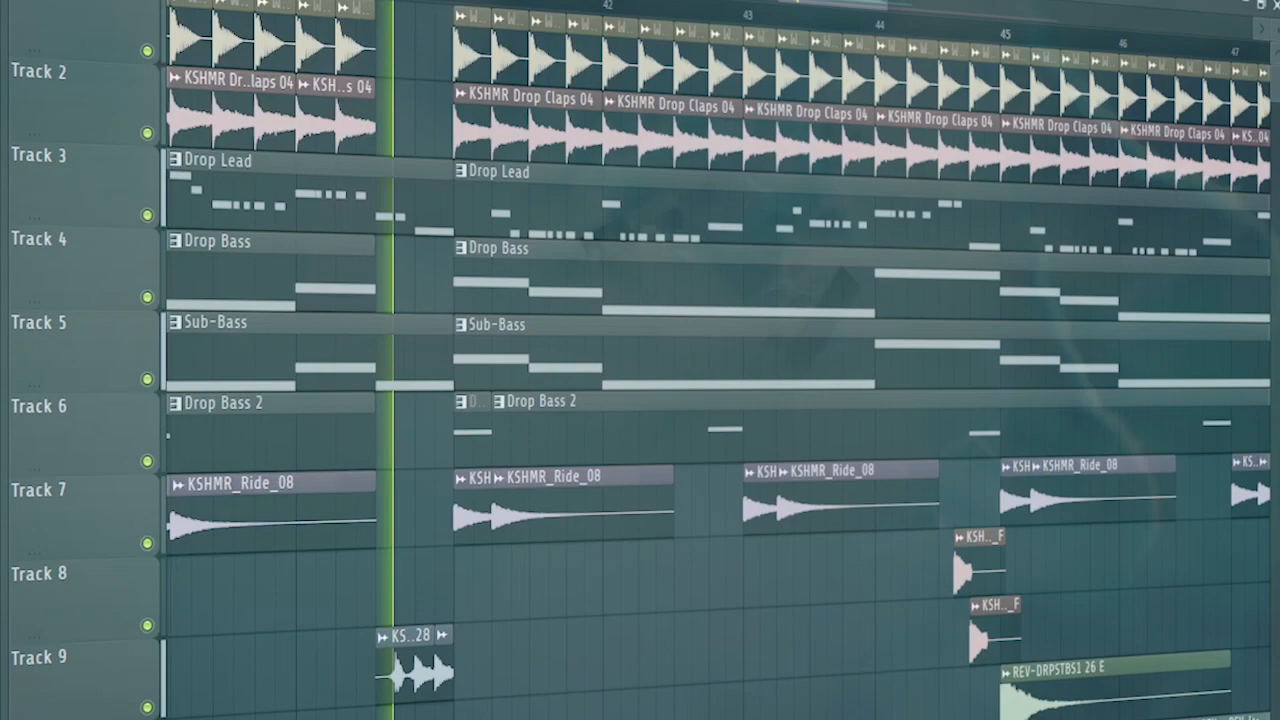 W.. W..
W.. W.. W.. W.. W.. W.. W.. W.. W.. W.. W.. W.. W.. W.. W.. W..
42 43 44 45 46 47
Track 2
KSHMR Dr..laps 04 KSH..s 04
KSHMR Drop Claps 04 KSHMR Drop Claps 04 KSHMR Drop Claps 04 KSHMR Drop Claps 04 KSHMR Drop Claps 04 KSHMR Drop Claps 04 KS..04
Track 3
Drop Lead
Drop Lead
Track 4
Drop Bass
Drop Bass
Track 5
Sub-Bass
Sub-Bass
Track 6
Drop Bass 2
D.. Drop Bass 2
Track 7
KSHMR_Ride_08
KSH KSHMR_Ride_08
KSH KSHMR_Ride_08
KSH KSHMR_Ride_08
KS..
Track 8
KSH.._F
KSH.._F
Track 9
KS..28
REV-DRPSTBS1 26 E